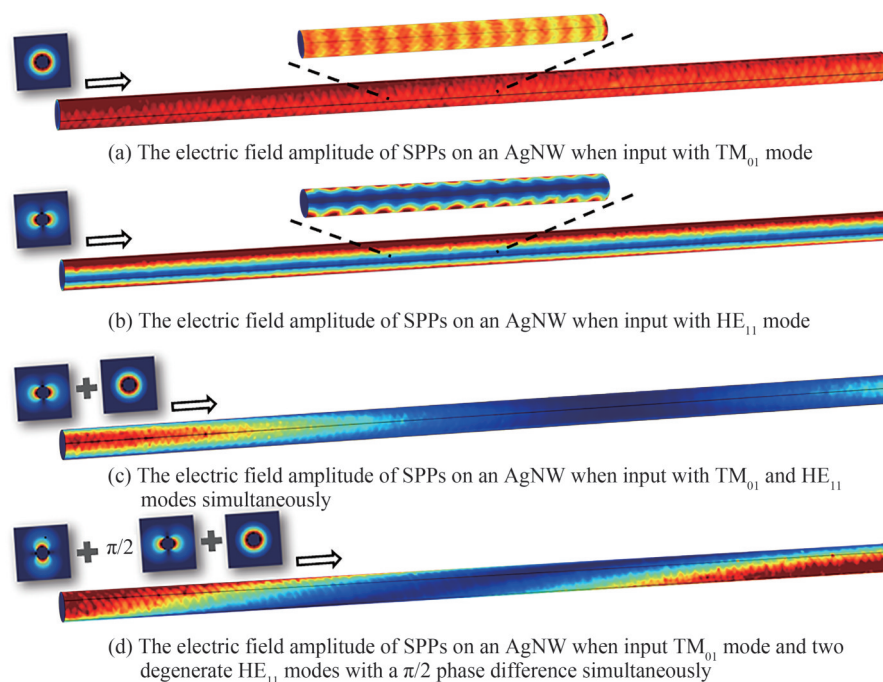 (a) The electric field amplitude of SPPs on an AgNW when input with TM₀₁ mode
(b) The electric field amplitude of SPPs on an AgNW when input with HE₁₁ mode
(c) The electric field amplitude of SPPs on an AgNW when input with TM₀₁ and HE₁₁
modes simultaneously
π/2
(d) The electric field amplitude of SPPs on an AgNW when input TM₀₁ mode and two
degenerate HE₁₁ modes with a π/2 phase difference simultaneously